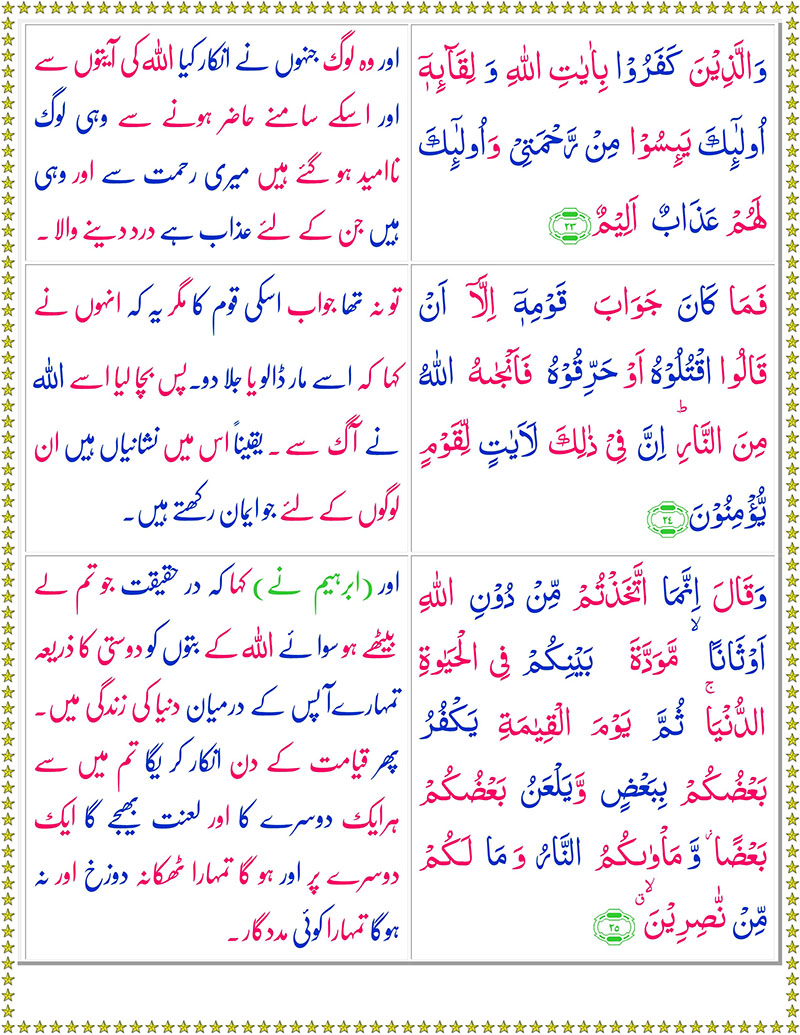 وَالَّذِيْنَ كَفَرُوْا بِاٰيٰتِ اللّٰهِ وَ لِقَآئِهٖٓ
اُولٰٓئِكَ يَئِسُوْا مِنْ رَّحْمَتِيْ وَاُولٰٓئِكَ
لَهُمْ عَذَابٌ اَلِيْمٌ ٢٣
اور وہ لوگ جنہوں نے انکار کیا اللہ کی آیتوں سے
اور اسکے سامنے حاضر ہونے سے وہی لوگ
ناامید ہو گئے ہیں میری رحمت سے اور وہی
ہیں جن کے لئے عذاب ہے درد دینے والا ۔
فَمَا كَانَ جَوَابَ قَوْمِهٖٓ اِلَّآ اَنْ
قَالُوا اقْتُلُوْهُ اَوْ حَرِّقُوْهُ فَاَنْجٰىهُ اللّٰهُ
مِنَ النَّارِؕ اِنَّ فِيْ ذٰلِكَ لَاٰيٰتٍ لِّقَوْمٍ
يُّؤْمِنُوْنَ ٢٤
تو نہ تھا جواب اسکی قوم کا مگر یہ کہ انہوں نے
کہا کہ اسے مار ڈالو یا جلا دو۔ پس بچا لیا اسے اللہ
نے آگ سے ۔ یقیناً اس میں نشانیاں ہیں ان
لوگوں کے لئے جو ایمان رکھتے ہیں۔
وَقَالَ اِنَّمَا اتَّخَذْتُمْ مِّنْ دُوْنِ اللّٰهِ
اَوْثَانًاۙ مَّوَدَّةَ بَيْنِكُمْ فِى الْحَيٰوةِ
الدُّنْيَاۚ ثُمَّ يَوْمَ الْقِيٰمَةِ يَكْفُرُ
بَعْضُكُمْ بِبَعْضٍ وَّيَلْعَنُ بَعْضُكُمْ
بَعْضًاؗ وَّ مَاْوٰىكُمُ النَّارُ وَ مَا لَكُمْ
مِّنْ نّٰصِرِيْنَۗۙ ٢٥
اور (ابرہیم نے) کہا کہ در حقیقت جو تم لے
بیٹھے ہو سوائے اللہ کے بتوں کو دوستی کا ذریعہ
تمہارے آپس کے درمیان دنیا کی زندگی میں۔
پھر قیامت کے دن انکار کریگا تم میں سے
ہر ایک دوسرے کا اور لعنت بھیجے گا ایک
دوسرے پر اور ہو گا تمہارا ٹھکانہ دوزخ اور نہ
ہوگا تمہارا کوئی مددگار۔